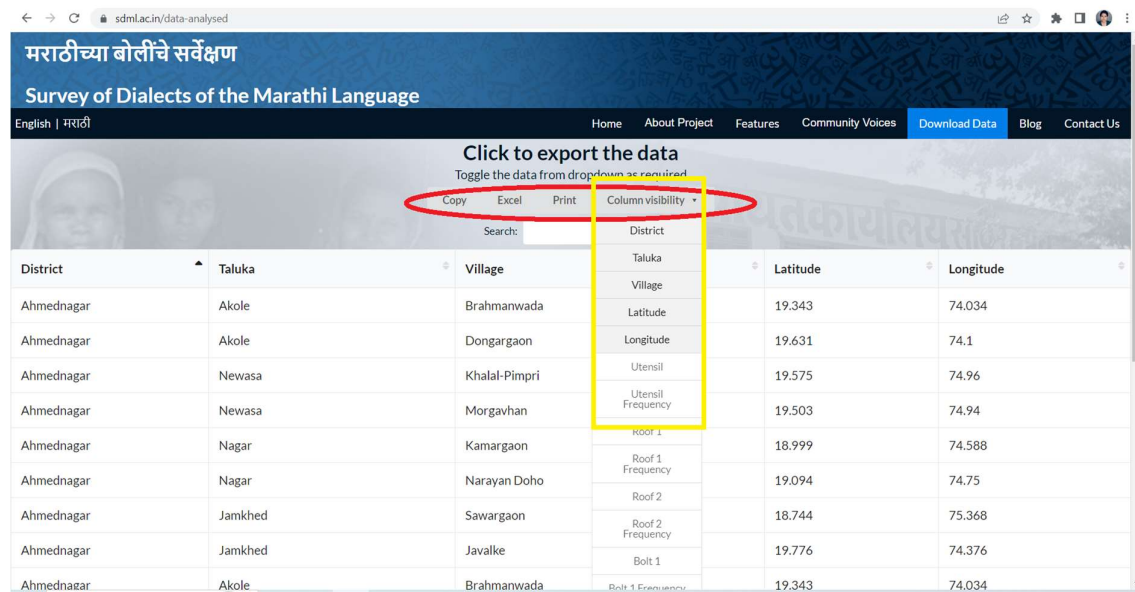 sdml.ac.in/data-analysed
मराठीच्या बोलींचे सर्वेक्षण
Survey of Dialects of the Marathi Language
English | मराठी
Home About Project Features Community Voices Download Data Blog Contact Us
Click to export the data
Toggle the data from dropdown as required
Copy Excel Print Column visibility
Search:
District
Taluka
Village
Latitude
Longitude
Utensil
Utensil
Frequency
Roof 1
Roof 1
Frequency
Roof 2
Roof 2
Frequency
Bolt 1
Bolt 1 Frequency
District Taluka Village Latitude Longitude
Ahmednagar Akole Brahmanwada 19.343 74.034
Ahmednagar Akole Dongargaon 19.631 74.1
Ahmednagar Newasa Khalal-Pimpri 19.575 74.96
Ahmednagar Newasa Morgavhan 19.503 74.94
Ahmednagar Nagar Kamargaon 18.999 74.588
Ahmednagar Nagar Narayan Doho 19.094 74.75
Ahmednagar Jamkhed Sawargaon 18.744 75.368
Ahmednagar Jamkhed Javalke 19.776 74.376
Ahmednagar Akole Brahmanwada 19.343 74.034